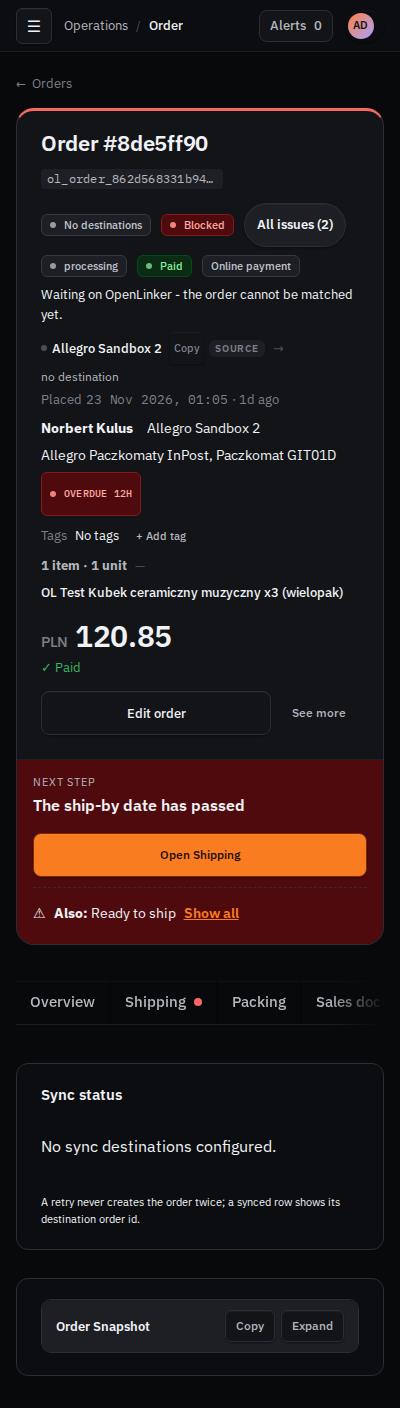 ☰ Operations / Order Alerts 0 AD
← Orders
Order #8de5ff90
ol_order_862d568331b94…
No destinations Blocked All issues (2)
processing Paid Online payment
Waiting on OpenLinker - the order cannot be matched
yet.
Allegro Sandbox 2 Copy SOURCE →
no destination
Placed 23 Nov 2026, 01:05 · 1d ago
Norbert Kulus Allegro Sandbox 2
Allegro Paczkomaty InPost, Paczkomat GIT01D
OVERDUE 12H
Tags No tags + Add tag
1 item · 1 unit —
OL Test Kubek ceramiczny muzyczny x3 (wielopak)
PLN 120.85
✓ Paid
Edit order See more
NEXT STEP
The ship-by date has passed
Open Shipping
⚠ Also: Ready to ship Show all
Overview Shipping Packing Sales doc
Sync status
No sync destinations configured.
A retry never creates the order twice; a synced row shows its
destination order id.
Order Snapshot Copy Expand